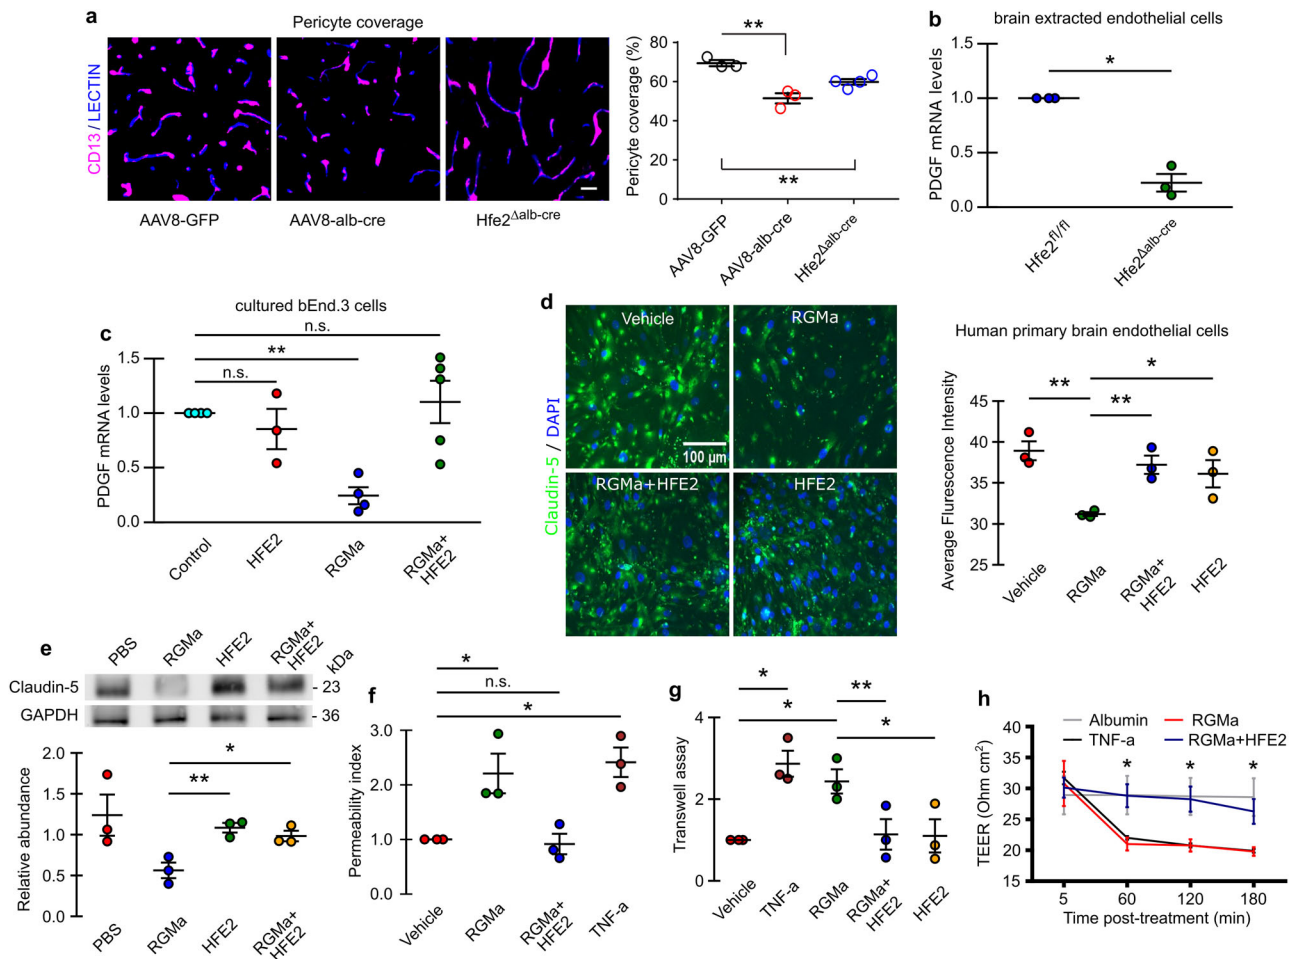 a
Pericyte coverage
CD13 / LECTIN
AAV8-GFP
AAV8-alb-cre
Hfe2Δalb-cre
Pericyte coverage (%)
80
60
40
20
0
**
**
AAV8-GFP
AAV8-alb-cre
Hfe2Δalb-cre
b
brain extracted endothelial cells
PDGF mRNA levels
1.5
1.0
0.5
0.0
*
Hfe2fl/fl
Hfe2Δalb-cre
c
cultured bEnd.3 cells
n.s.
**
n.s.
PDGF mRNA levels
1.5
1.0
0.5
0.0
Control
HFE2
RGMa
RGMa+
HFE2
d
Claudin-5 / DAPI
Vehicle
RGMa
100 µm
RGMa+HFE2
HFE2
Human primary brain endothelial cells
Average Flurescence Intensity
45
40
35
30
25
*
**
**
Vehicle
RGMa
RGMa+
HFE2
HFE2
e
PBS
RGMa
HFE2
RGMa+
HFE2
kDa
Claudin-5
- 23
GAPDH
- 36
Relative abundance
2.0
1.5
1.0
0.5
0.0
*
**
PBS
RGMa
HFE2
RGMa+
HFE2
f
*
n.s.
*
Permeability index
3.0
2.0
1.0
0.0
Vehicle
RGMa
RGMa+
HFE2
TNF-a
g
*
**
*
*
Transwell assay
4
2
0
Vehicle
TNF-a
RGMa
RGMa+
HFE2
HFE2
h
Albumin
RGMa
TNF-a
RGMa+HFE2
TEER (Ohm cm2)
40
35
30
25
20
15
* * *
5 60 120 180
Time post-treatment (min)